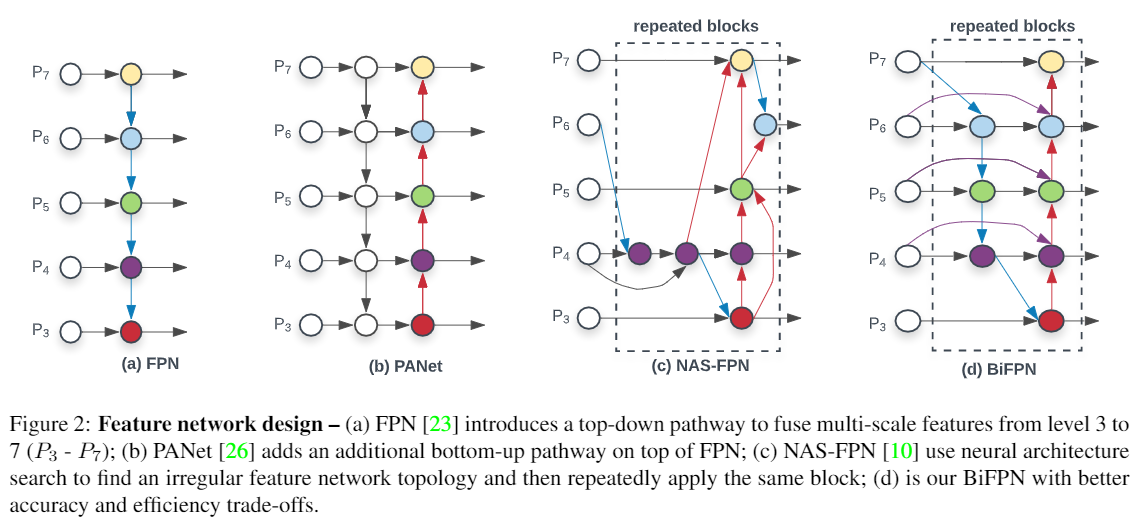 repeated blocks
repeated blocks
P7
P6
P5
P4
P3
(a) FPN
P7
P6
P5
P4
P3
(b) PANet
P7
P6
P5
P4
P3
(c) NAS-FPN
P7
P6
P5
P4
P3
(d) BiFPN
Figure 2: Feature network design – (a) FPN [23] introduces a top-down pathway to fuse multi-scale features from level 3 to
7 (P3 - P7); (b) PANet [26] adds an additional bottom-up pathway on top of FPN; (c) NAS-FPN [10] use neural architecture
search to find an irregular feature network topology and then repeatedly apply the same block; (d) is our BiFPN with better
accuracy and efficiency trade-offs.